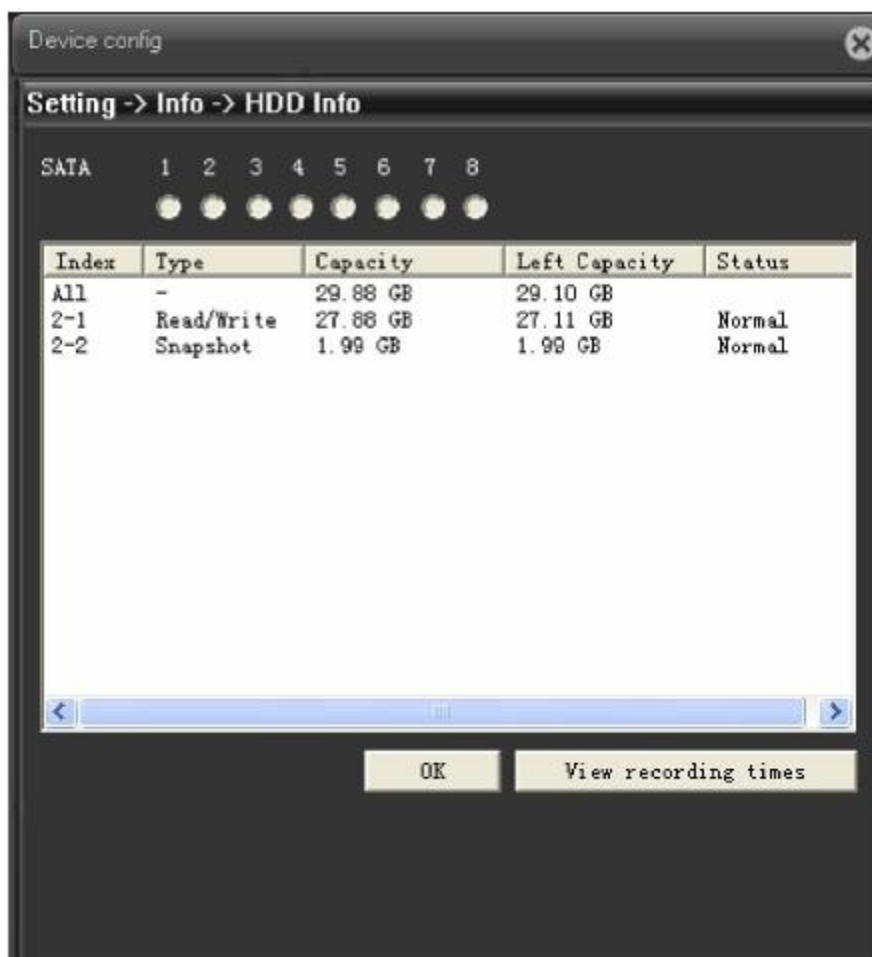 Device config
Setting -> Info -> HDD Info
SATA 1 2 3 4 5 6 7 8
Index Type Capacity Left Capacity Status
All - 29.88 GB 29.10 GB
2-1 Read/Write 27.88 GB 27.11 GB Normal
2-2 Snapshot 1.99 GB 1.99 GB Normal
OK View recording times